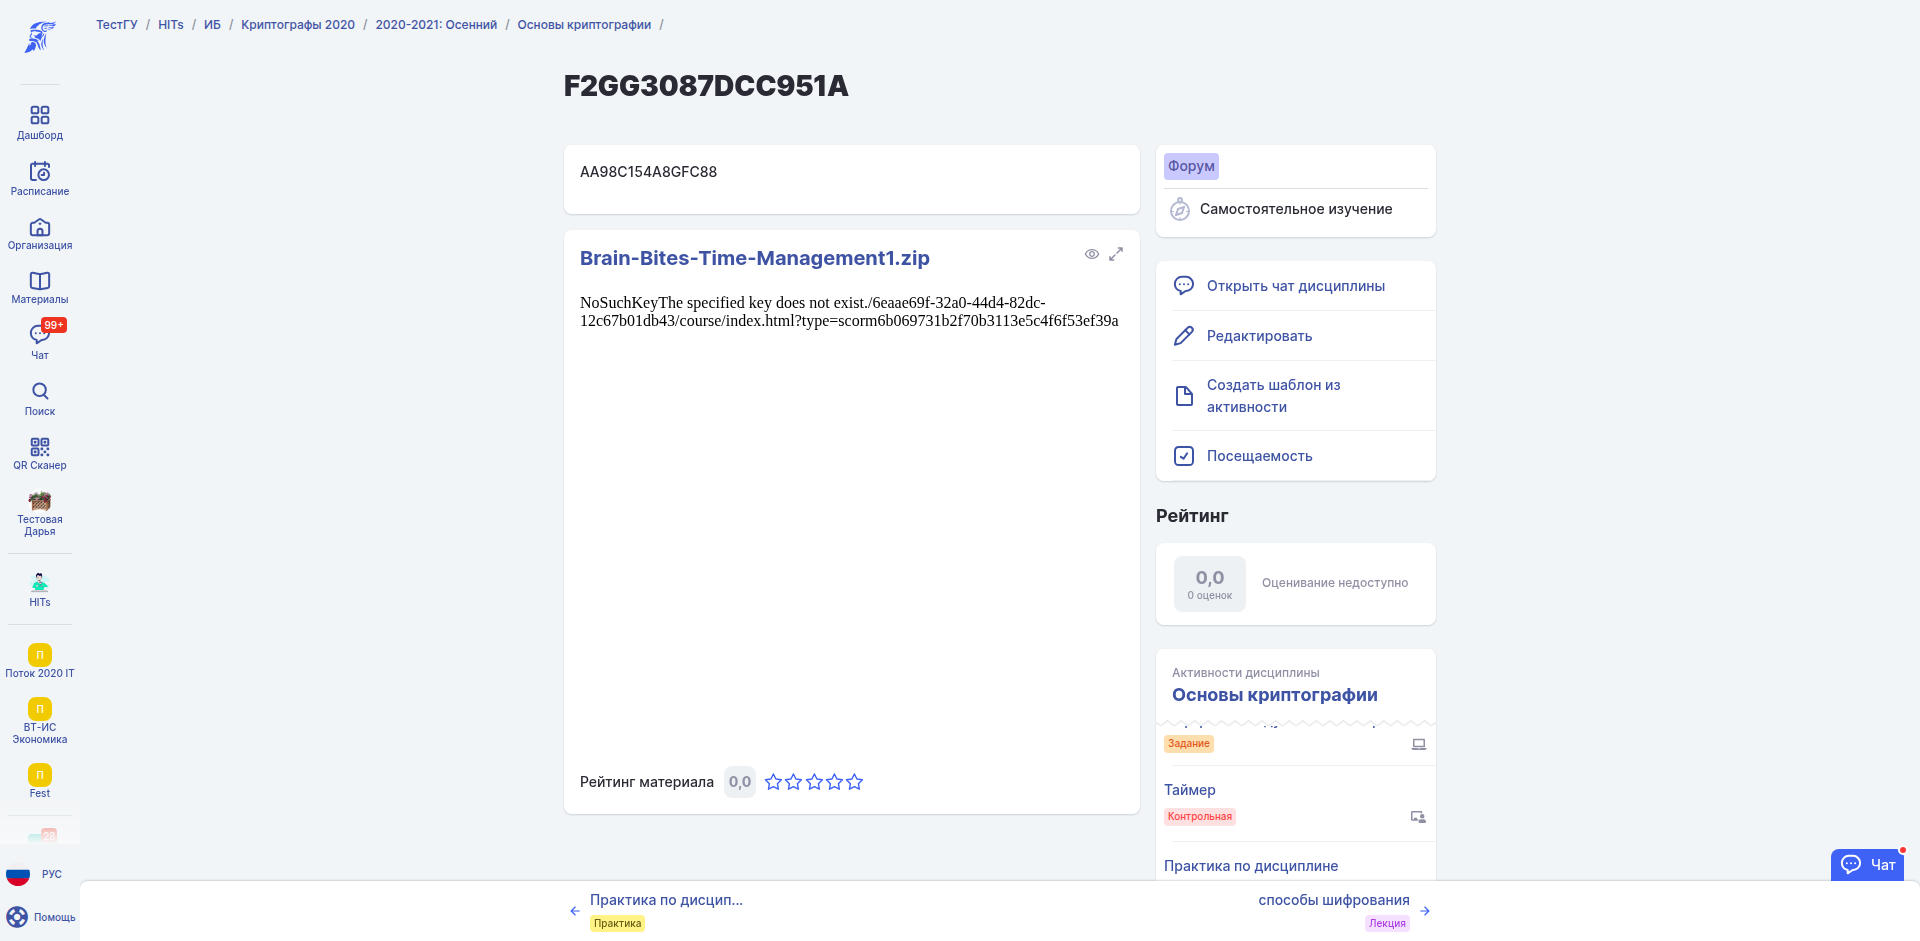 ТестГУ / HITs / ИБ / Криптографы 2020 / 2020-2021: Осенний / Основы криптографии /
F2GG3087DCC951A
Дашборд
Расписание
Организация
Материалы
99+
Чат
Поиск
QR Сканер
Тестовая
Дарья
HITs
П
Поток 2020 IT
П
ВТ-ИС
Экономика
П
Fest
28
РУС
Помощь
AA98C154A8GFC88
Brain-Bites-Time-Management1.zip
NoSuchKeyThe specified key does not exist./6eaae69f-32a0-44d4-82dc-
12c67b01db43/course/index.html?type=scorm6b069731b2f70b3113e5c4f6f53ef39a
Рейтинг материала 0,0
Форум
Самостоятельное изучение
Открыть чат дисциплины
Редактировать
Создать шаблон из
активности
Посещаемость
Рейтинг
0,0
0 оценок
Оценивание недоступно
Активности дисциплины
Основы криптографии
Задание
Таймер
Контрольная
Практика по дисциплине
Чат
Практика по дисцип...
Практика
способы шифрования
Лекция